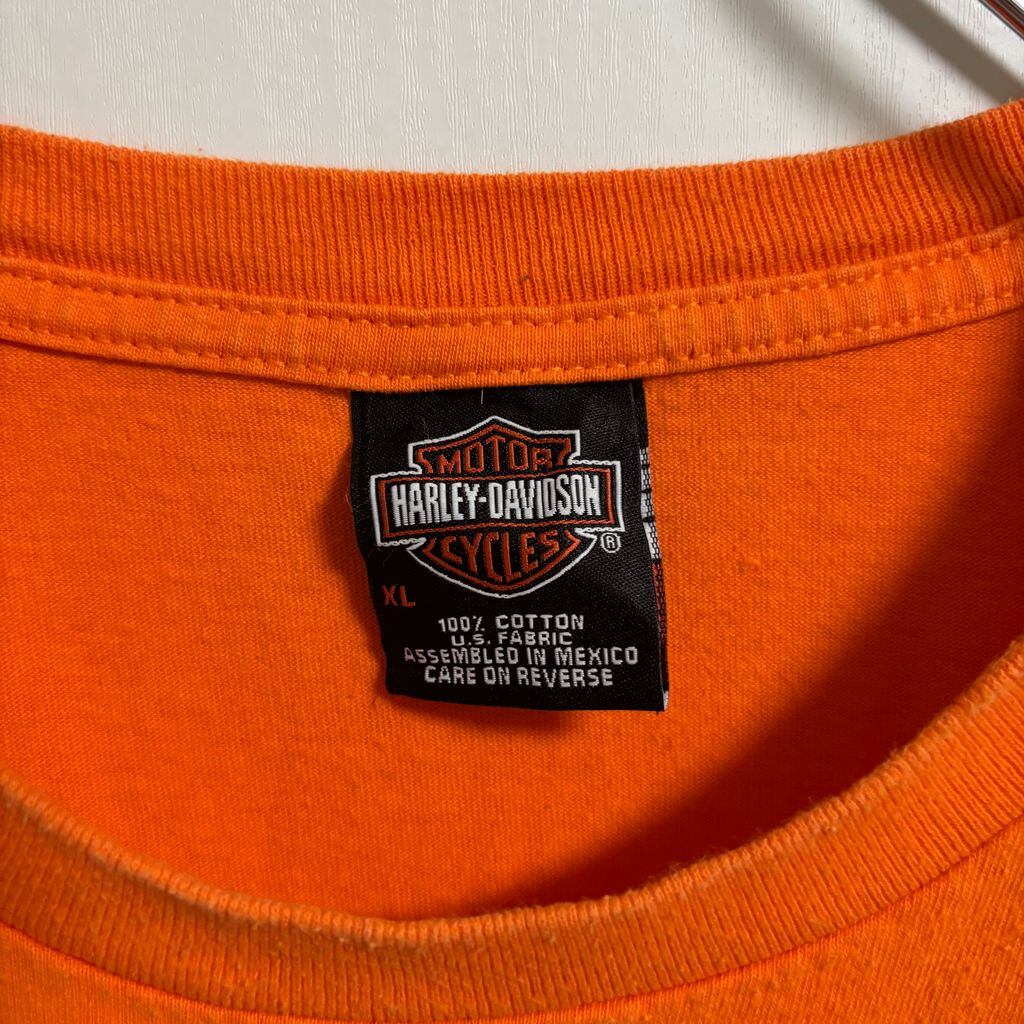 MOTOR
HARLEY-DAVIDSON
CYCLES
®
XL
100% COTTON
U.S. FABRIC
ASSEMBLED IN MEXICO
CARE ON REVERSE